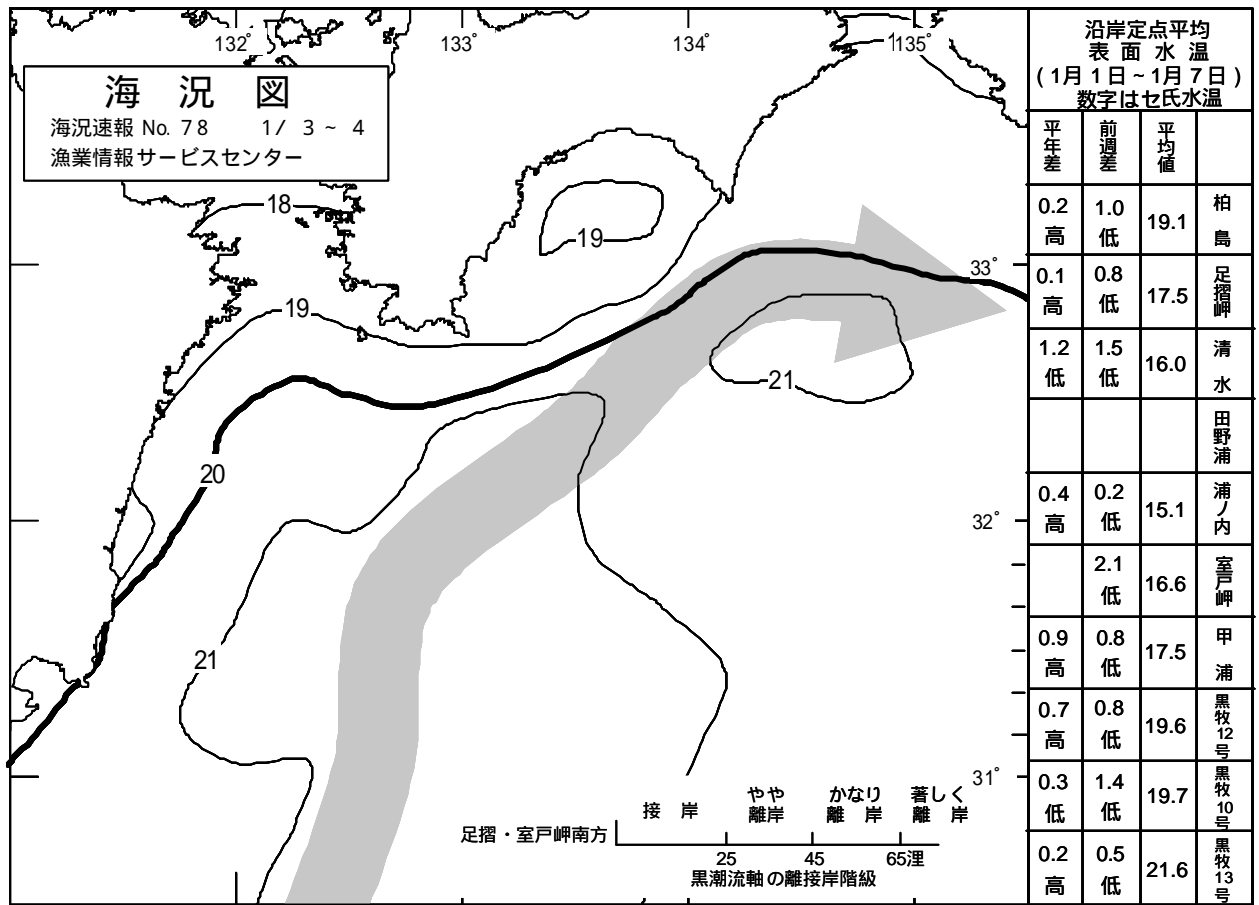 132°
133°
134°
1135°
海況図
海況速報 No. 78 1/ 3 ~ 4
漁業情報サービスセンター
18
19
19
33°
21
20
32°
21
31°
接 岸
やや離岸
かなり離 岸
著しく離 岸
足摺・室戸岬南方
25 45 65浬
黒潮流軸の離接岸階級
沿岸定点平均
表 面 水 温
( 1月 1日 ~ 1月 7日 )
数字はセ氏水温
平年差 前週差 平均値
0.2高 1.0低 19.1 柏島
0.1高 0.8低 17.5 足摺岬
1.2低 1.5低 16.0 清水
田野浦
0.4高 0.2低 15.1 浦ノ内
2.1低 16.6 室戸岬
0.9高 0.8低 17.5 甲浦
0.7高 0.8低 19.6 黒牧12号
0.3低 1.4低 19.7 黒牧10号
0.2高 0.5低 21.6 黒牧13号